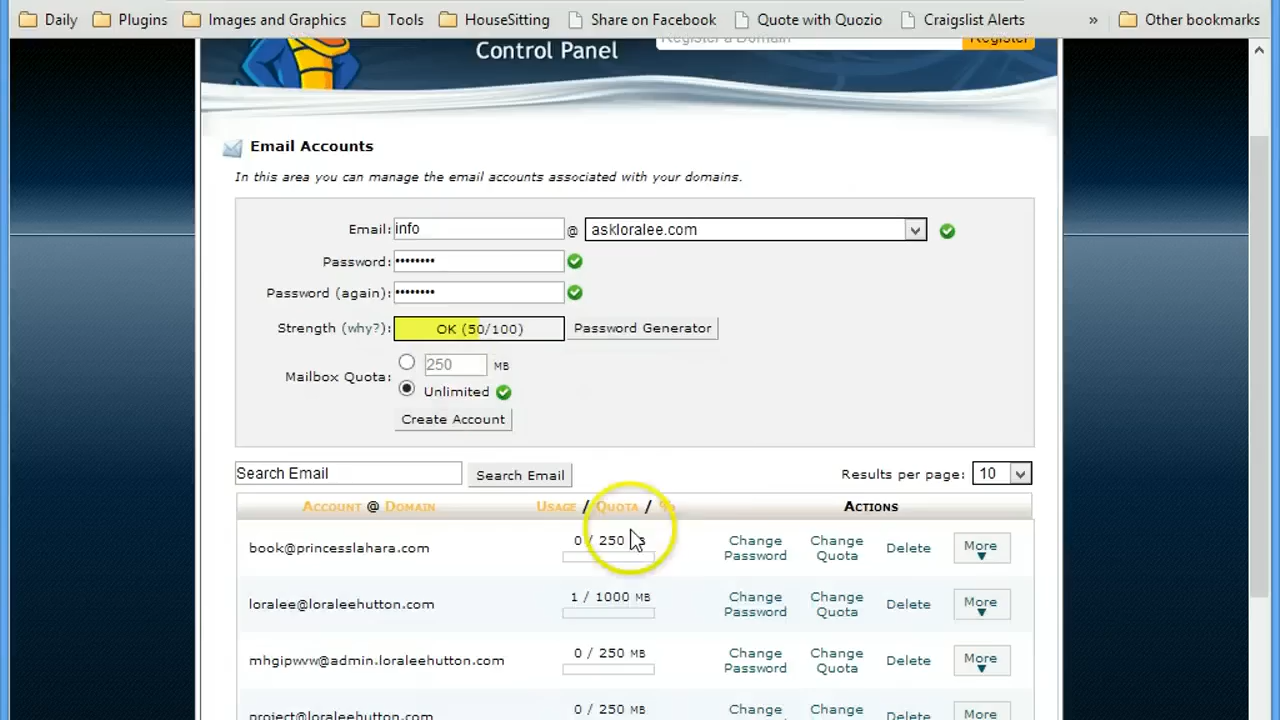 Daily Plugins Images and Graphics Tools HouseSitting Share on Facebook Quote with Quozio Craigslist Alerts » Other bookmarks
Control Panel
Register a Domain Register
Email Accounts
In this area you can manage the email accounts associated with your domains.
Email: info @ askloralee.com
Password: ••••••••
Password (again): ••••••••
Strength (why?): OK (50/100) Password Generator
Mailbox Quota: 250 MB
Unlimited
Create Account
Search Email Search Email Results per page: 10
Account @ Domain Usage / Quota / % Actions
book@princesslahara.com 0 / 250 Change Password Change Quota Delete More
loralee@loraleehutton.com 1 / 1000 MB Change Password Change Quota Delete More
0 / 250 MB Change Password Change Quota Delete More
project@loraleehutton.com 0 / 250 MB Change Change More